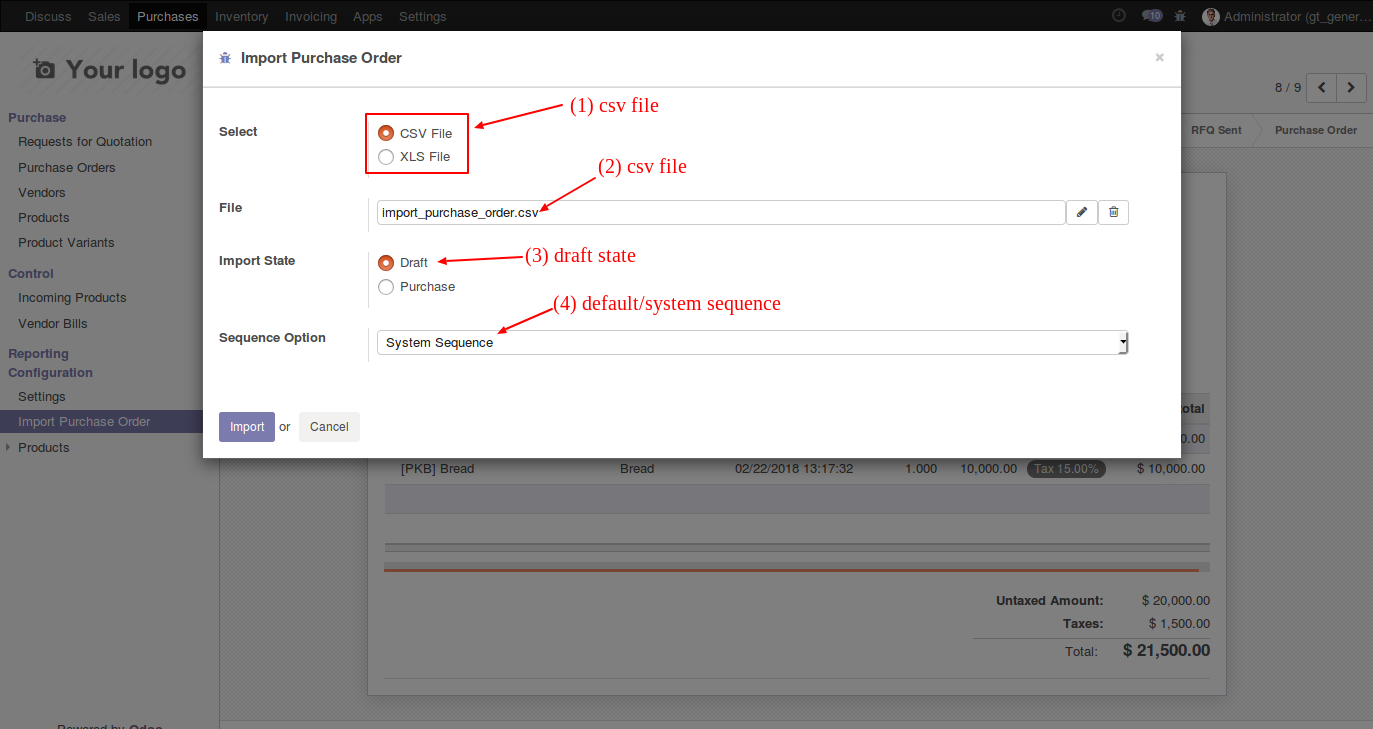 Discuss Sales Purchases Inventory Invoicing Apps Settings 10 Administrator (gt_gener...
Your logo
Import Purchase Order ×
8 / 9
Purchase
Requests for Quotation
Purchase Orders
Vendors
Products
Product Variants
Control
Incoming Products
Vendor Bills
Reporting
Configuration
Settings
Import Purchase Order
Products
RFQ Sent Purchase Order
(1) csv file
Select
CSV File
XLS File
(2) csv file
File
import_purchase_order.csv
Import State
Draft
(3) draft state
Purchase
(4) default/system sequence
Sequence Option
System Sequence
Import or Cancel
otal
0.00
[PKB] Bread Bread 02/22/2018 13:17:32 1.000 10,000.00 Tax 15.00% $ 10,000.00
Untaxed Amount: $ 20,000.00
Taxes: $ 1,500.00
Total: $ 21,500.00
Powered by Odoo